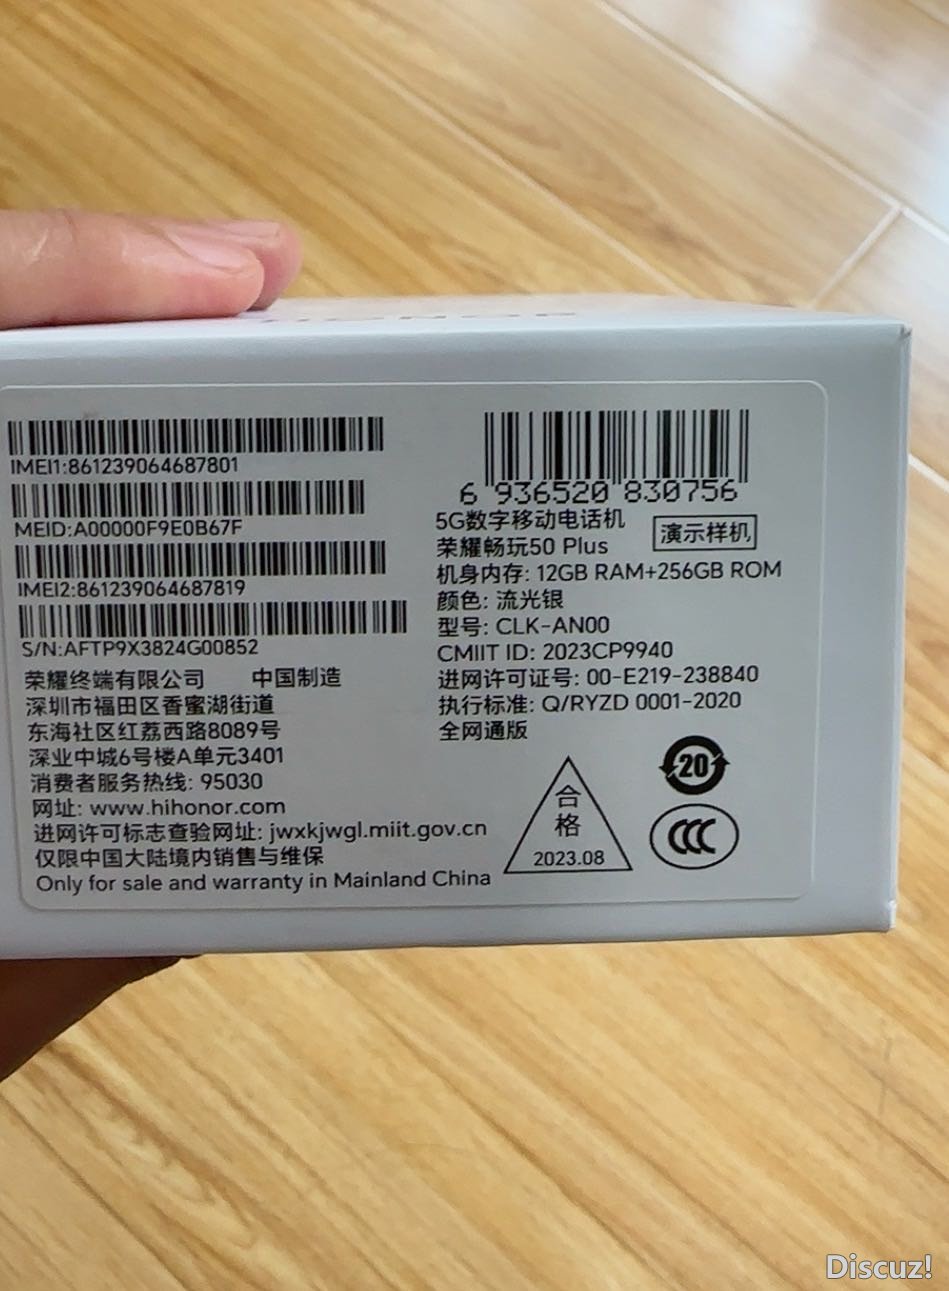 HONOR
IMEI1:861239064687801
MEID:A00000F9E0B67F
IMEI2:861239064687819
S/N:AFTP9X3824G00852
荣耀终端有限公司 中国制造
深圳市福田区香蜜湖街道
东海社区红荔西路8089号
深业中城6号楼A单元3401
消费者服务热线: 95030
网址: www.hihonor.com
进网许可标志查验网址: jwxkjwgl.miit.gov.cn
仅限中国大陆境内销售与维保
Only for sale and warranty in Mainland China
6 936520 830756
5G数字移动电话机
荣耀畅玩50 Plus
演示样机
机身内存: 12GB RAM+256GB ROM
颜色: 流光银
型号: CLK-AN00
CMIIT ID: 2023CP9940
进网许可证号: 00-E219-238840
执行标准: Q/RYZD 0001-2020
全网通版
合
格
2023.08
20
CCC
Discuz!